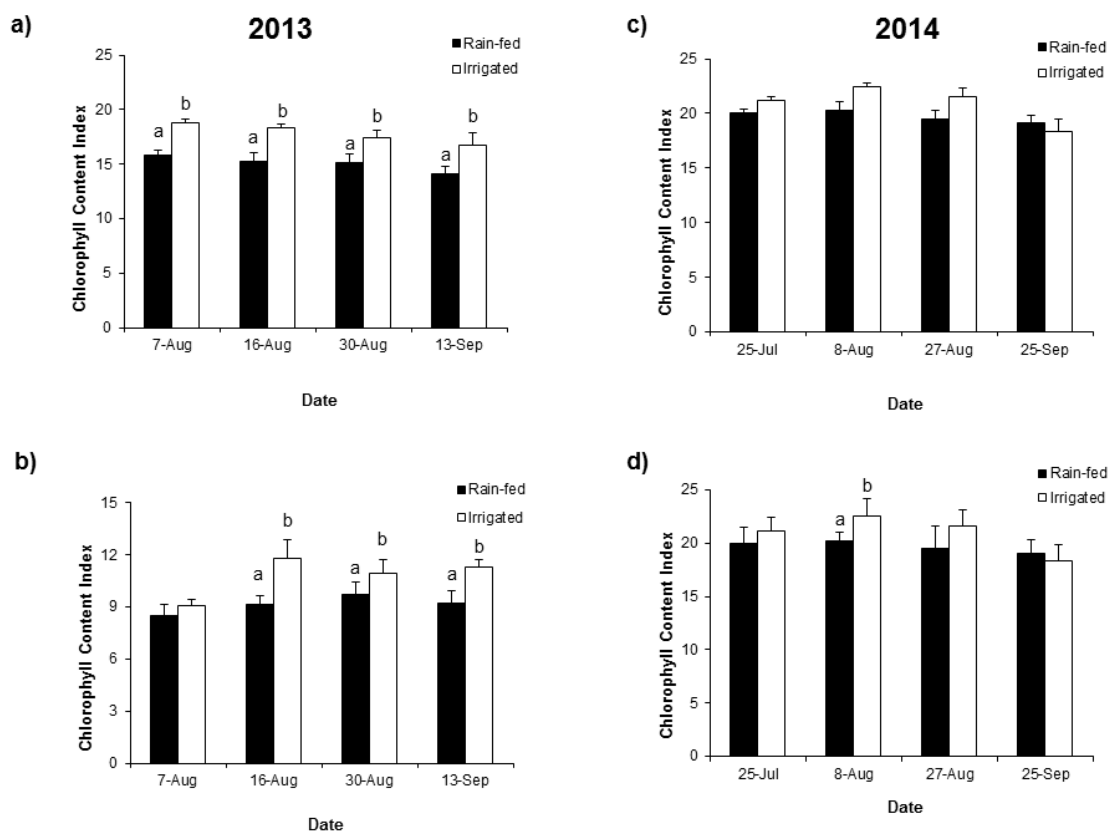 a)
2013
Rain-fed
Irrigated
Chlorophyll Content Index
25
20
15
10
5
0
a
b
a
b
a
b
a
b
7-Aug 16-Aug 30-Aug 13-Sep
Date
c)
2014
Rain-fed
Irrigated
Chlorophyll Content Index
25
20
15
10
5
0
25-Jul 8-Aug 27-Aug 25-Sep
Date
b)
Rain-fed
Irrigated
Chlorophyll Content Index
15
12
9
6
3
0
a
b
a
b
a
b
7-Aug 16-Aug 30-Aug 13-Sep
Date
d)
Rain-fed
Irrigated
Chlorophyll Content Index
25
20
15
10
5
0
a
b
25-Jul 8-Aug 27-Aug 25-Sep
Date